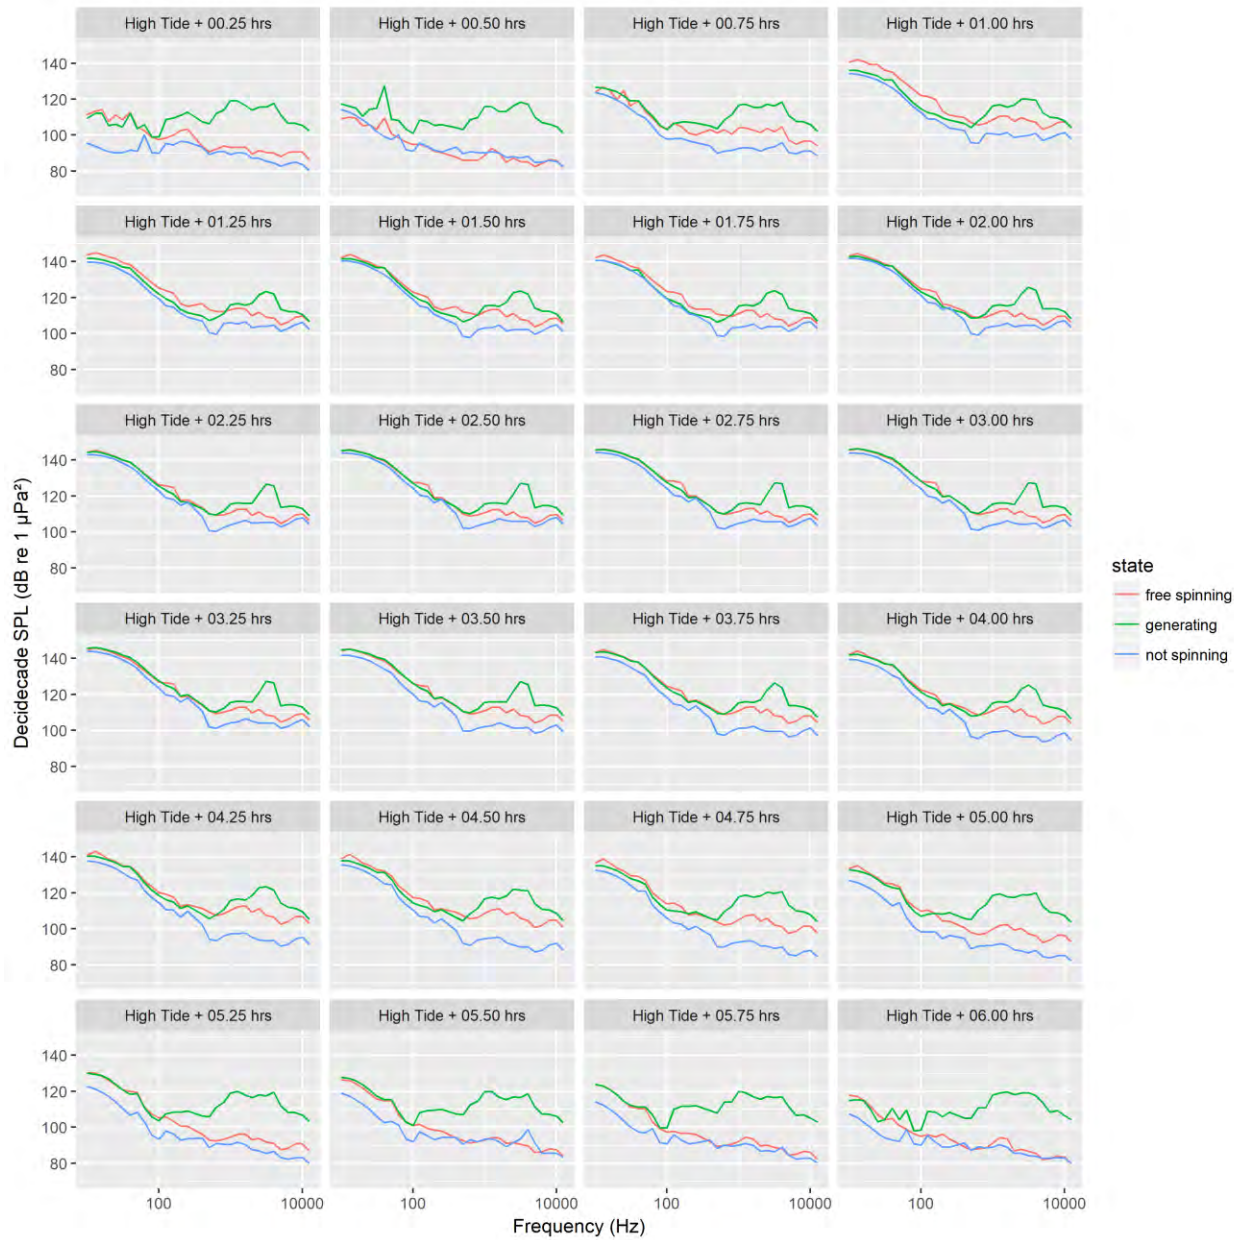 High Tide + 00.25 hrs High Tide + 00.50 hrs High Tide + 00.75 hrs High Tide + 01.00 hrs
140
120
100
80
High Tide + 01.25 hrs High Tide + 01.50 hrs High Tide + 01.75 hrs High Tide + 02.00 hrs
140
120
100
80
High Tide + 02.25 hrs High Tide + 02.50 hrs High Tide + 02.75 hrs High Tide + 03.00 hrs
140
120
100
80
High Tide + 03.25 hrs High Tide + 03.50 hrs High Tide + 03.75 hrs High Tide + 04.00 hrs
140
120
100
80
High Tide + 04.25 hrs High Tide + 04.50 hrs High Tide + 04.75 hrs High Tide + 05.00 hrs
140
120
100
80
High Tide + 05.25 hrs High Tide + 05.50 hrs High Tide + 05.75 hrs High Tide + 06.00 hrs
140
120
100
80
100 10000 100 10000 100 10000 100 10000
Frequency (Hz)
Decidecade SPL (dB re 1 µPa²)
state
free spinning
generating
not spinning